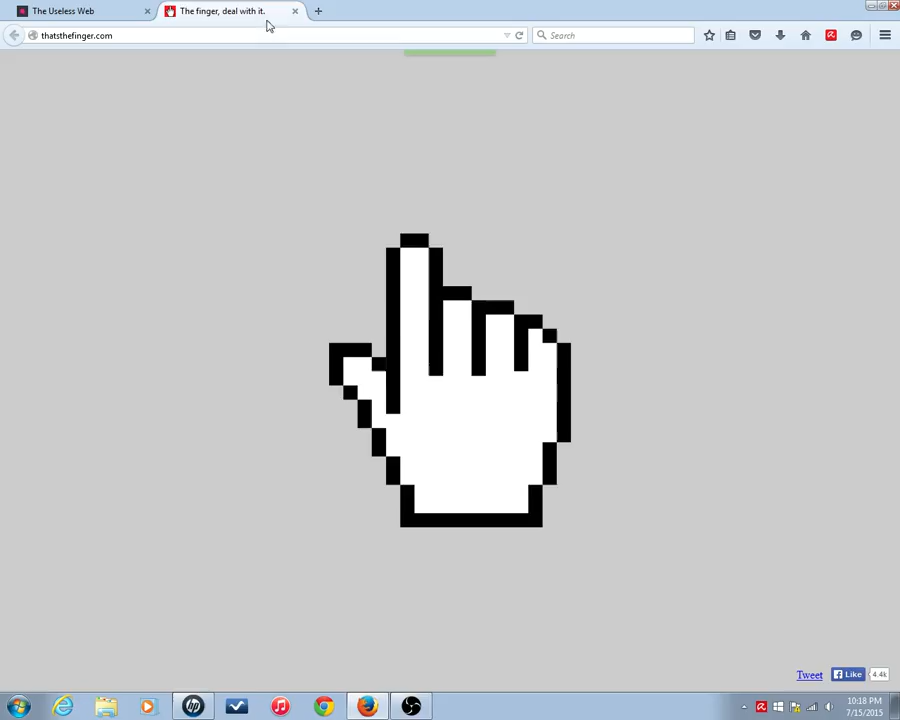 The Useless Web
The finger, deal with it.
thatsthefinger.com
Search
Tweet
Like
4.4k
hp
10:18 PM
7/15/2015